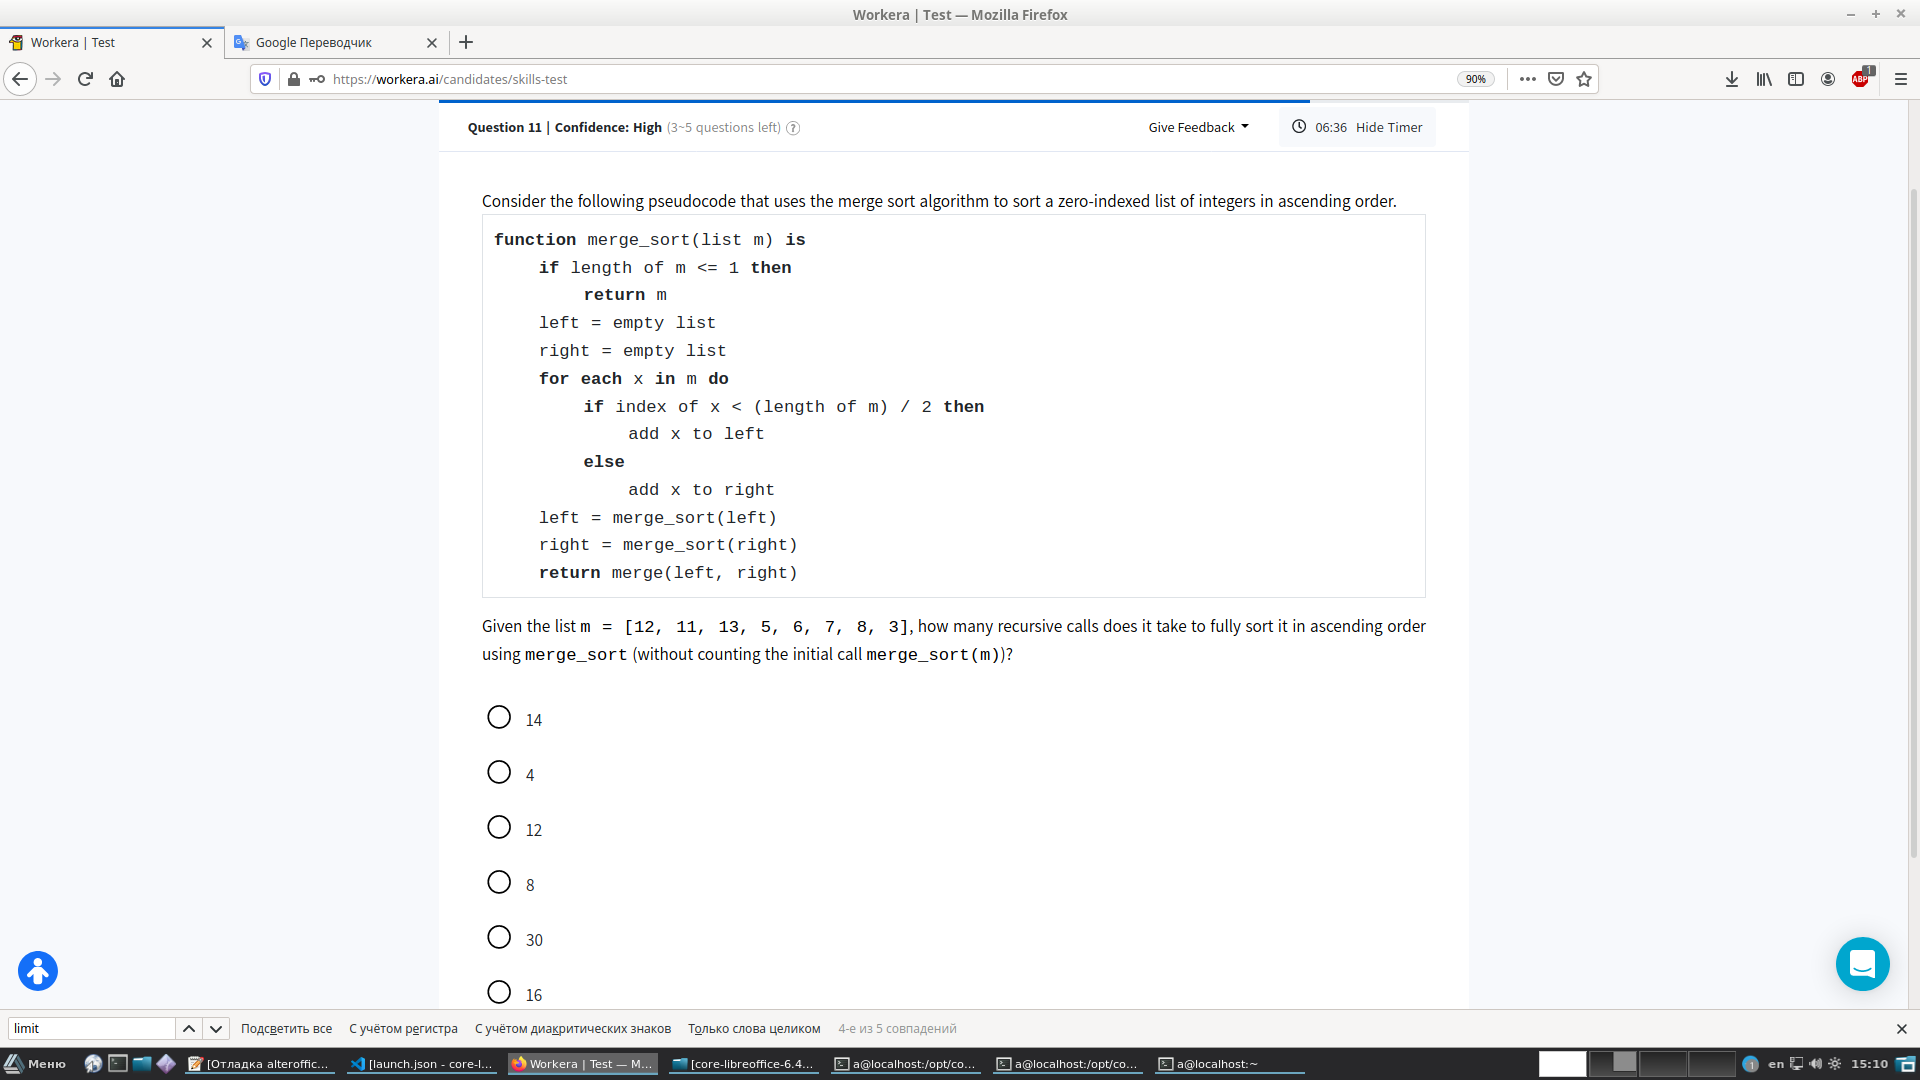 Workera | Test — Mozilla Firefox
Workera | Test
Google Переводчик
https://workera.ai/candidates/skills-test
90%
ABP
1
Question 11 | Confidence: High (3~5 questions left) ?
Give Feedback
06:36 Hide Timer
Consider the following pseudocode that uses the merge sort algorithm to sort a zero-indexed list of integers in ascending order.
function merge_sort(list m) is
if length of m <= 1 then
return m
left = empty list
right = empty list
for each x in m do
if index of x < (length of m) / 2 then
add x to left
else
add x to right
left = merge_sort(left)
right = merge_sort(right)
return merge(left, right)
Given the list m = [12, 11, 13, 5, 6, 7, 8, 3], how many recursive calls does it take to fully sort it in ascending order
using merge_sort (without counting the initial call merge_sort(m))?
14
4
12
8
30
16
limit
Подсветить все
С учётом регистра
С учётом диакритических знаков
Только слова целиком
4-е из 5 совпадений
Меню
[Отладка alteroffic...
[launch.json - core-l...
Workera | Test — M...
[core-libreoffice-6.4...
a@localhost:/opt/co...
a@localhost:/opt/co...
a@localhost:~
1
en
15:10